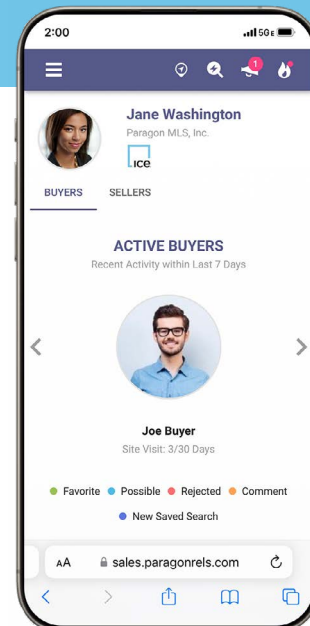 2:00
5G E
1
Jane Washington
Paragon MLS, Inc.
ICE
BUYERS SELLERS
ACTIVE BUYERS
Recent Activity within Last 7 Days
Joe Buyer
Site Visit: 3/30 Days
Favorite Possible Rejected Comment
New Saved Search
AA sales.paragonrels.com